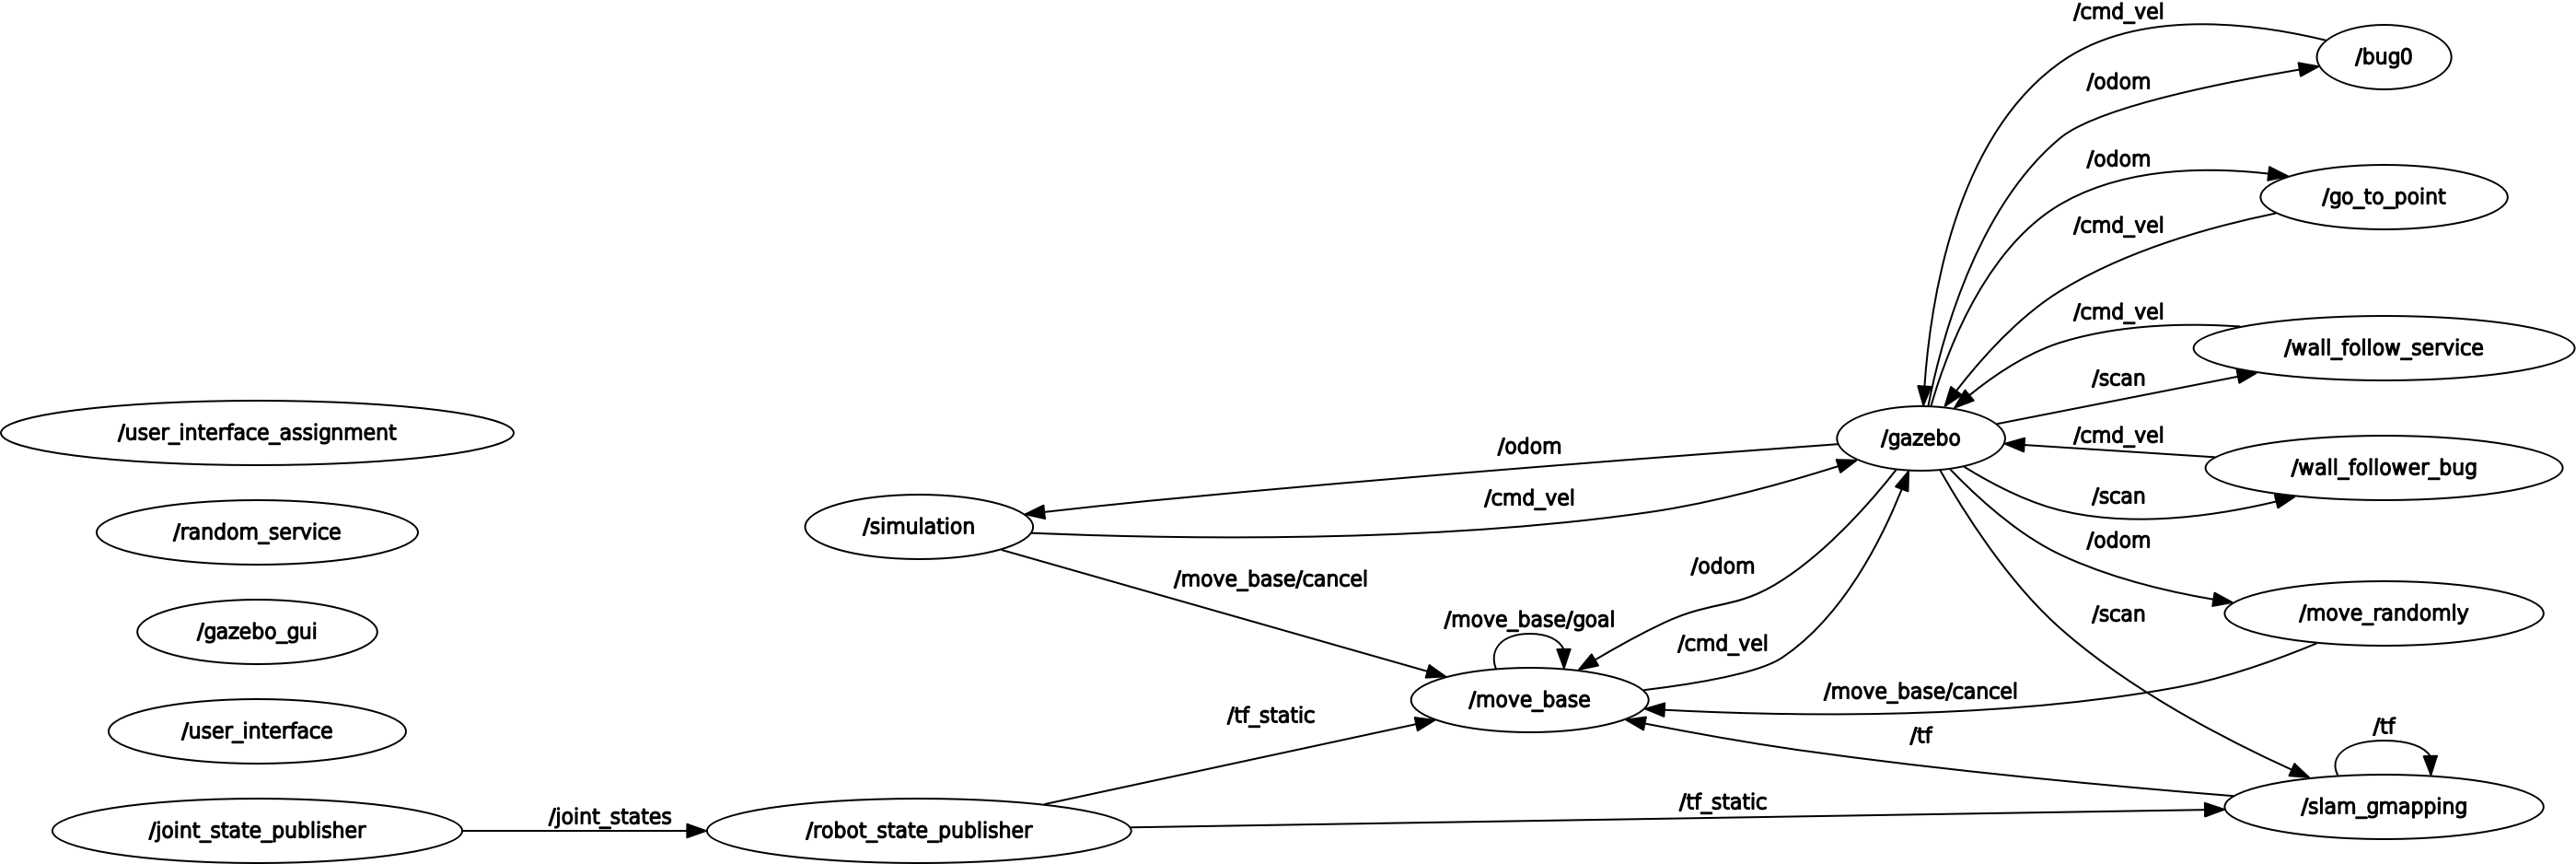 /cmd_vel
/bug0
/odom
/odom
/go_to_point
/cmd_vel
/cmd_vel
/wall_follow_service
/scan
/user_interface_assignment
/gazebo
/cmd_vel
/odom
/wall_follower_bug
/scan
/cmd_vel
/random_service
/simulation
/odom
/odom
/move_base/cancel
/move_base/goal
/scan
/move_randomly
/gazebo_gui
/cmd_vel
/move_base/cancel
/move_base
/tf_static
/user_interface
/tf
/tf
/tf_static
/slam_gmapping
/joint_states
/joint_state_publisher
/robot_state_publisher